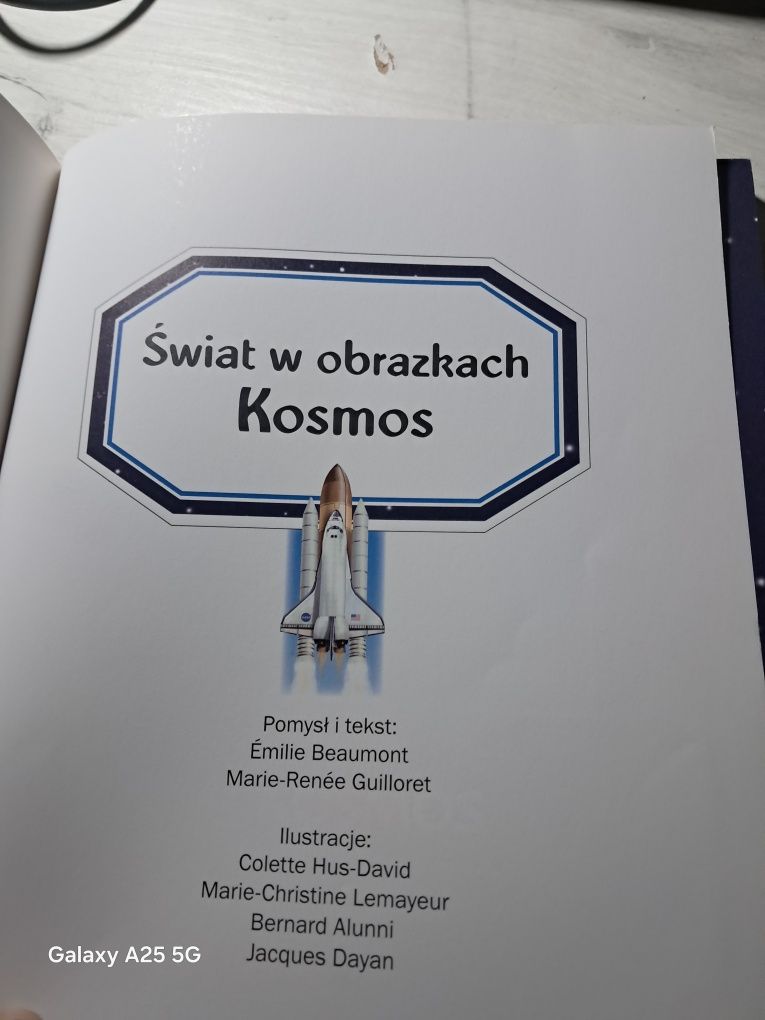 Świat w obrazkach
Kosmos
Pomysł i tekst:
Émilie Beaumont
Marie-Renée Guilloret
Ilustracje:
Colette Hus-David
Marie-Christine Lemayeur
Bernard Alunni
Jacques Dayan
Galaxy A25 5G